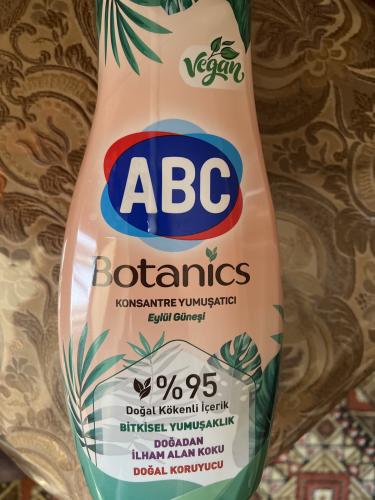 Vegan
ABC
Botanics
KONSANTRE YUMUŞATICI
Eylül Güneşi
%95
Doğal Kökenli İçerik
BİTKİSEL YUMUŞAKLIK
DOĞADAN
İLHAM ALAN KOKU
DOĞAL KORUYUCU